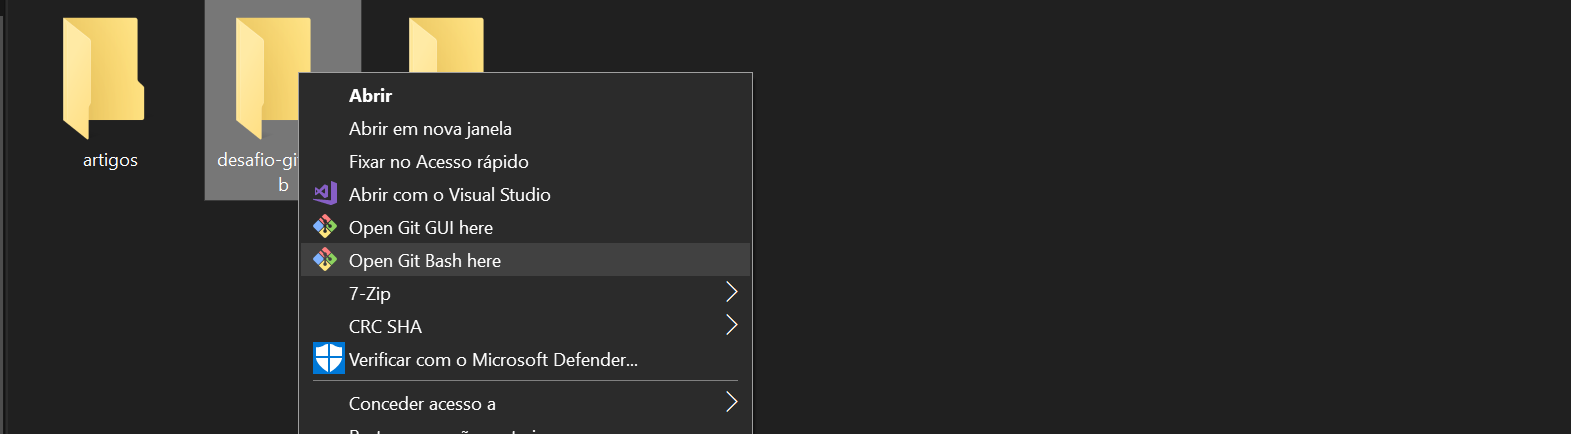 artigos
desafio-gi
b
Abrir
Abrir em nova janela
Fixar no Acesso rápido
Abrir com o Visual Studio
Open Git GUI here
Open Git Bash here
7-Zip
CRC SHA
Verificar com o Microsoft Defender...
Conceder acesso a